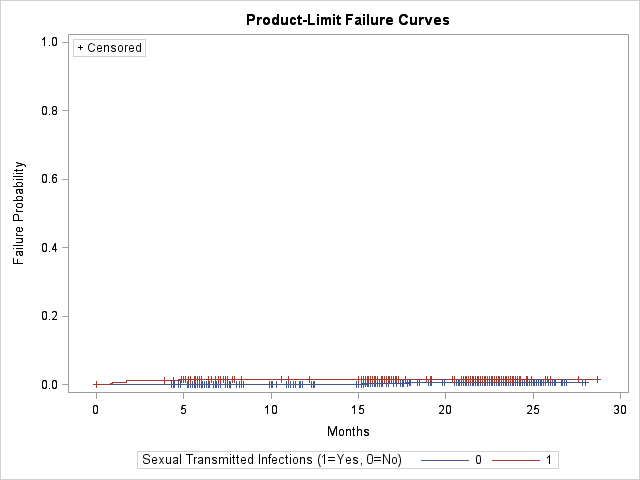 Product-Limit Failure Curves
+ Censored
1.0
0.8
0.6
0.4
0.2
0.0
Failure Probability
0 5 10 15 20 25 30
Months
Sexual Transmitted Infections (1=Yes, 0=No) 0 1